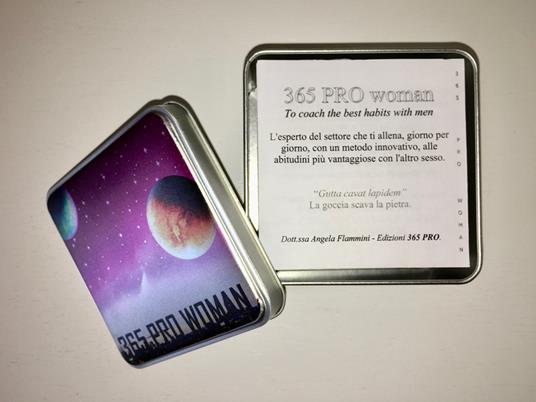 365 PRO woman
To coach the best habits with men
L'esperto del settore che ti allena, giorno per
giorno, con un metodo innovativo, alle
abitudini più vantaggiose con l'altro sesso.
“Gutta cavat lapidem”
La goccia scava la pietra.
Dott.ssa Angela Flammini - Edizioni 365 PRO.
365 PRO WOMAN
365 PRO WOMAN